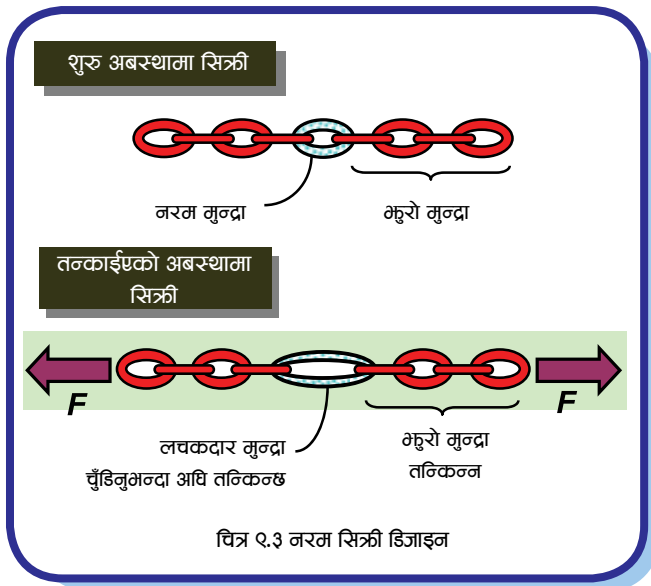 शुरु अबस्थामा सिक्री
नरम मुन्द्रा
झुरो मुन्द्रा
तन्काईएको अबस्थामा
सिक्री
F
F
लचकदार मुन्द्रा
चुँडिनुभन्दा अघि तन्किन्छ
झुरो मुन्द्रा
तन्किन्न
चित्र ९.३ नरम सिक्री डिजाइन